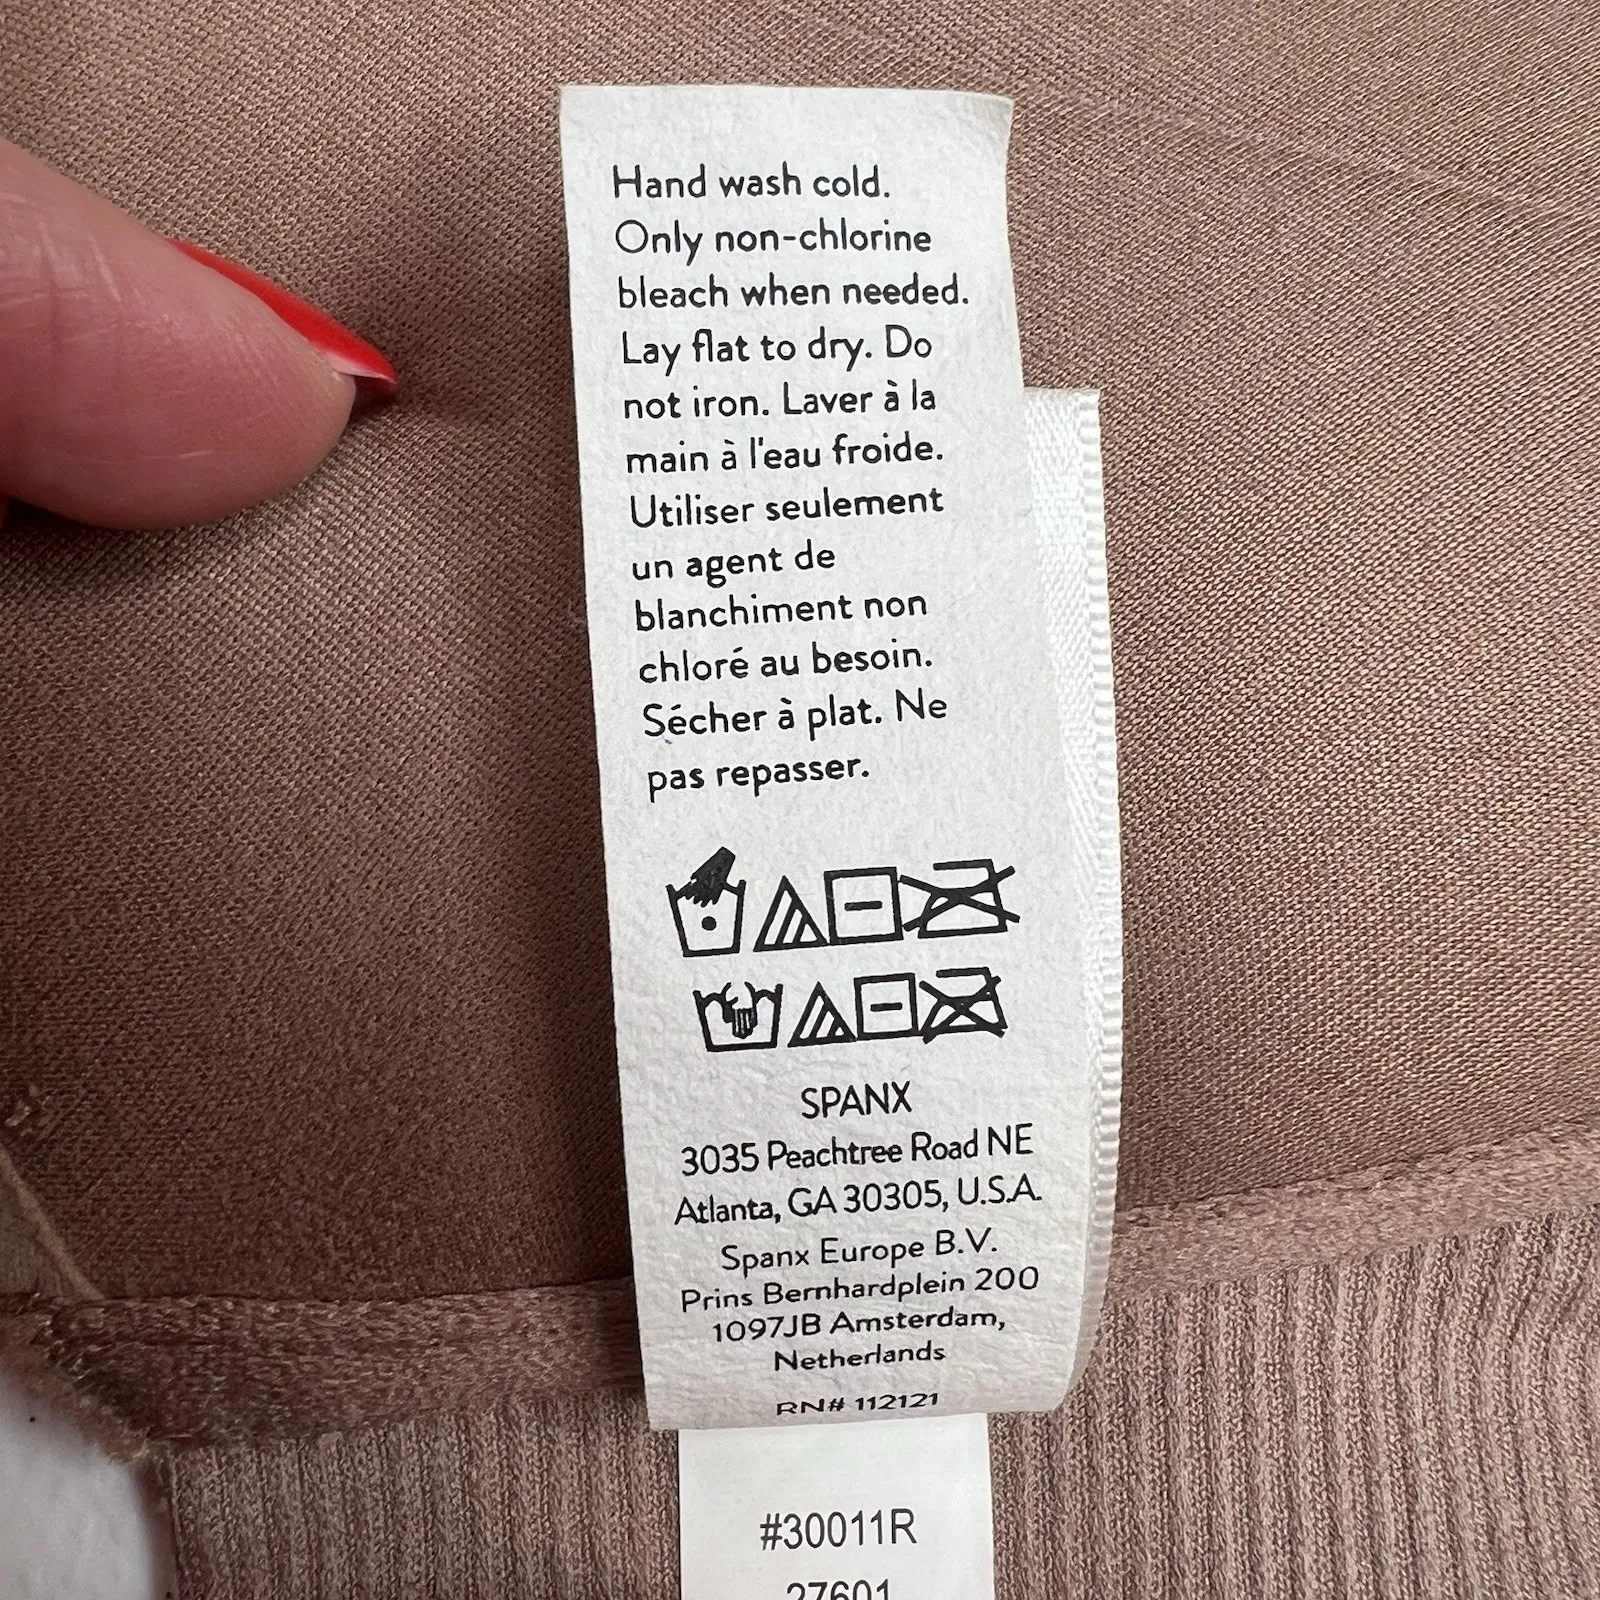 Hand wash cold.
Only non-chlorine
bleach when needed.
Lay flat to dry. Do
not iron. Laver à la
main à l'eau froide.
Utiliser seulement
un agent de
blanchiment non
chloré au besoin.
Sécher à plat. Ne
pas repasser.
SPANX
3035 Peachtree Road NE
Atlanta, GA 30305, U.S.A.
Spanx Europe B.V.
Prins Bernhardplein 200
1097JB Amsterdam,
Netherlands
RN# 112121
#30011R
27601